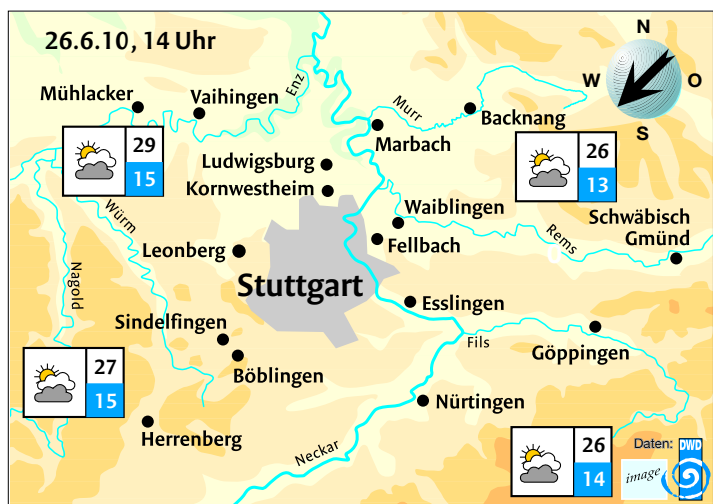 26.6.10, 14 Uhr
N
W
O
S
Mühlacker
Vaihingen
Enz
Murr
Backnang
Marbach
29
15
26
13
Ludwigsburg
Kornwestheim
Würm
Waiblingen
Rems
Schwäbisch
Gmünd
Leonberg
Fellbach
Nagold
Stuttgart
Esslingen
Sindelfingen
Fils
Göppingen
27
15
Böblingen
Nürtingen
Herrenberg
Neckar
26
14
Daten:
DWD
image